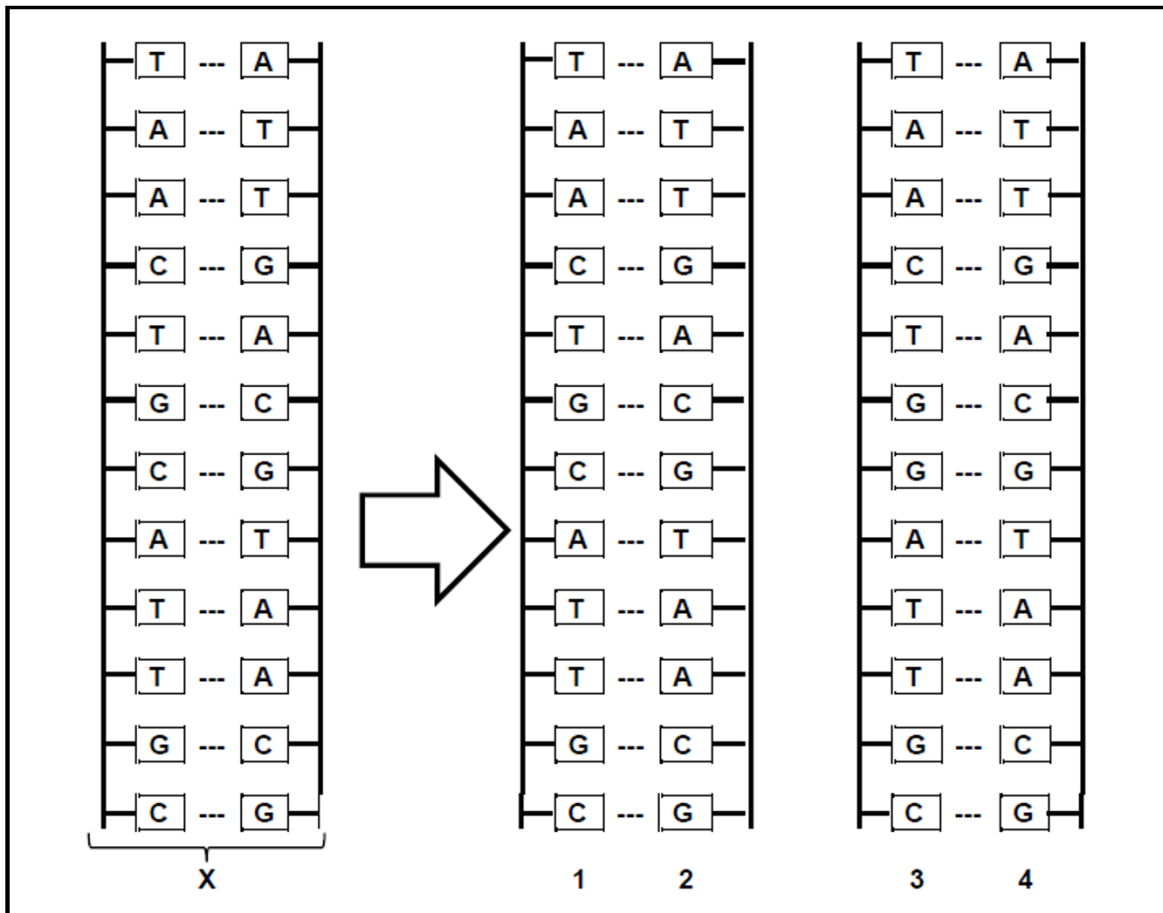 T --- A T --- A T --- A
A --- T A --- T A --- T
A --- T A --- T A --- T
C --- G C --- G C --- G
T --- A T --- A T --- A
G --- C G --- C G --- C
C --- G C --- G G --- G
A --- T A --- T A --- T
T --- A T --- A T --- A
T --- A T --- A T --- A
G --- C G --- C G --- C
C --- G C --- G C --- G
X 1 2 3 4